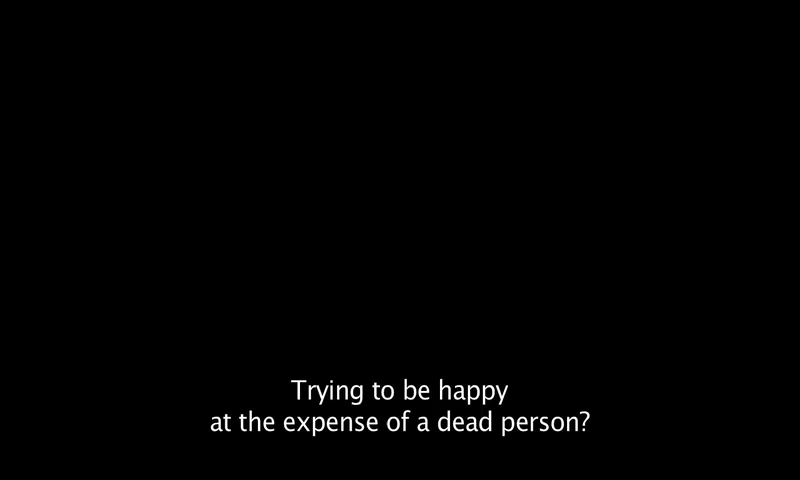 Trying to be happy
at the expense of a dead person?